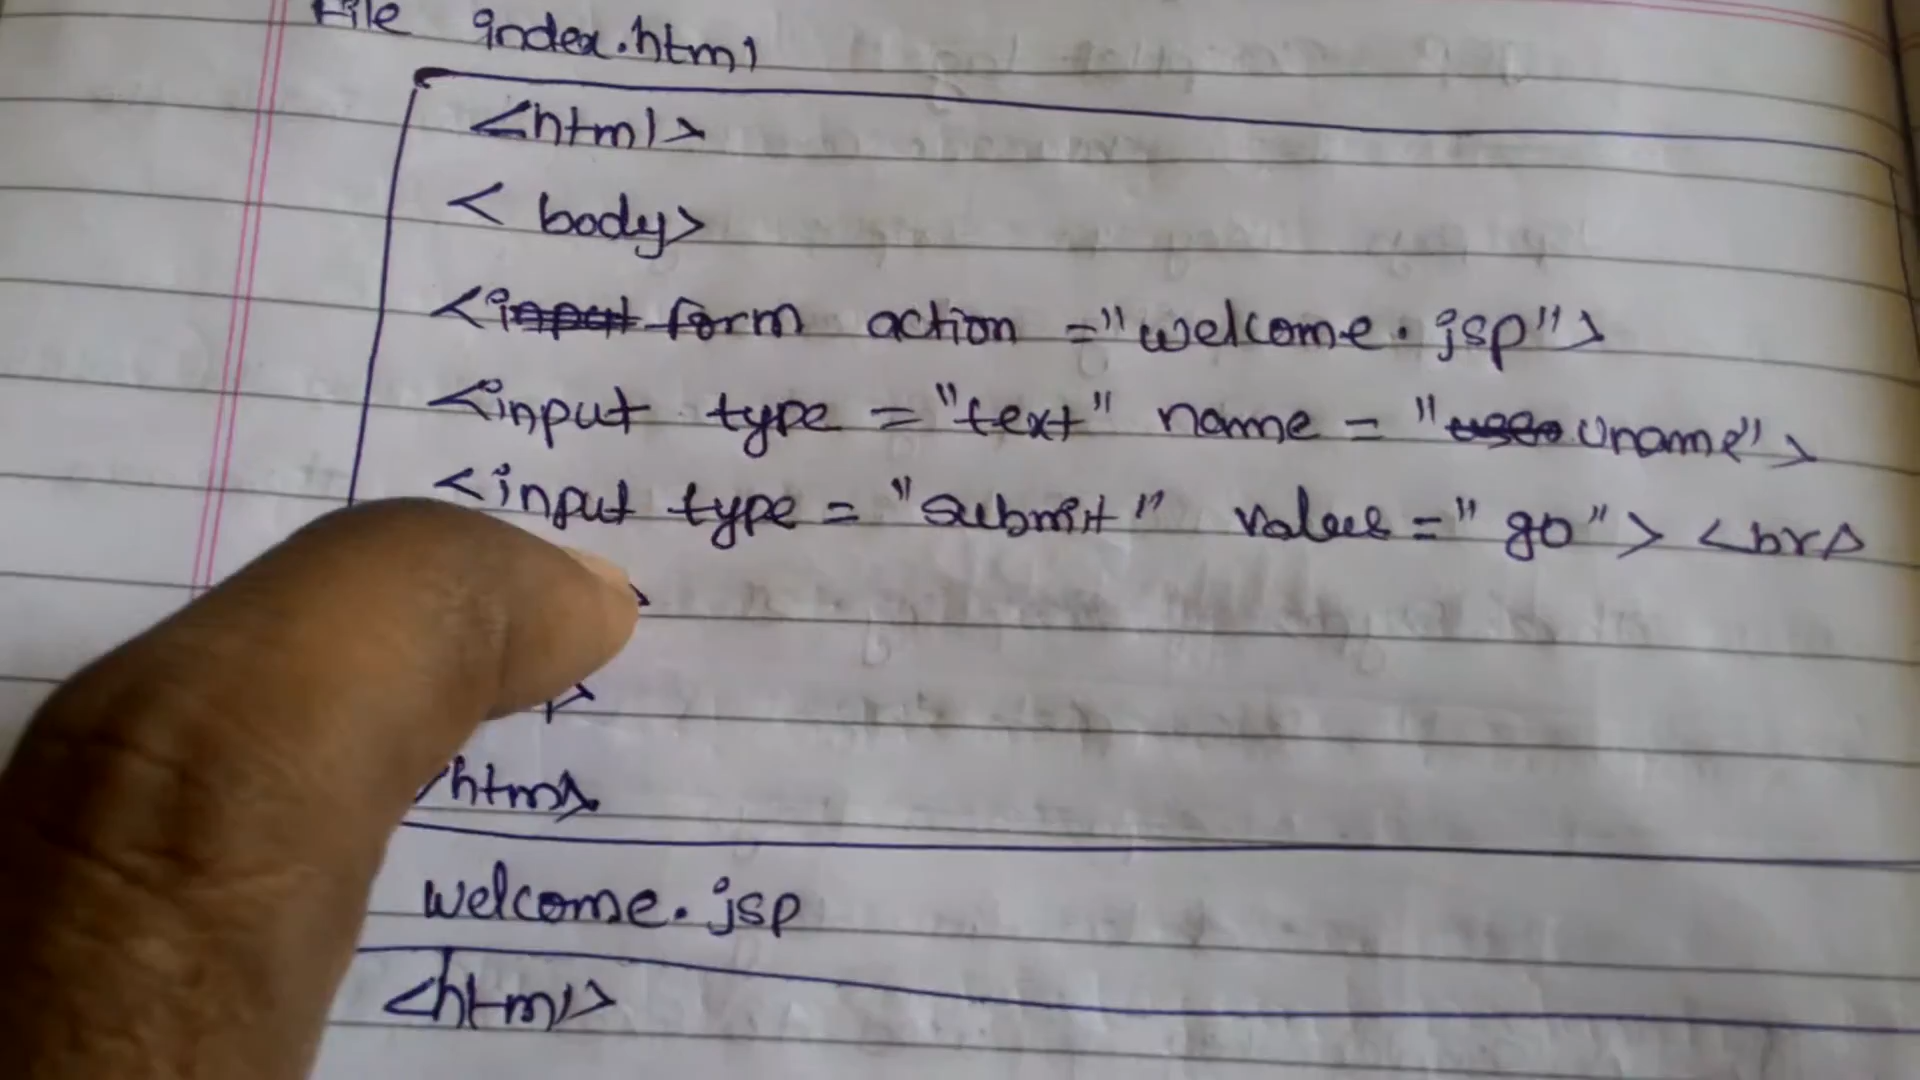 File index.html
<html>
< body>
<form action ="welcome.jsp">
<input type = "text" name = "uname">
<input type = "submit" value =" go"> <br>
>
>
/html>
welcome.jsp
<html>